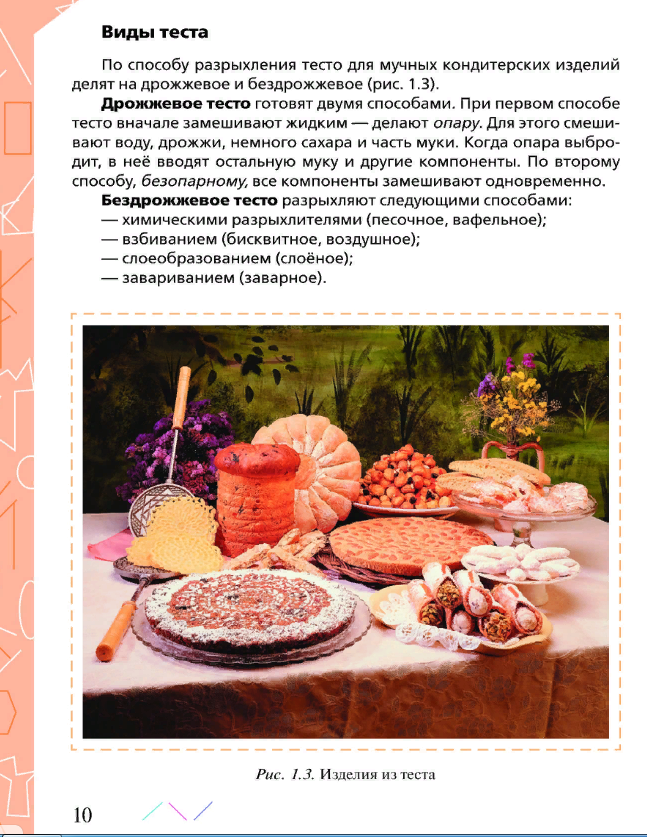 Виды теста
По способу разрыхления тесто для мучных кондитерских изделий
делят на дрожжевое и бездрожжевое (рис. 1.3).
Дрожжевое тесто готовят двумя способами. При первом способе
тесто вначале замешивают жидким — делают опару. Для этого смеши-
вают воду, дрожжи, немного сахара и часть муки. Когда опара выбро-
дит, в неё вводят остальную муку и другие компоненты. По второму
способу, безопарному, все компоненты замешивают одновременно.
Бездрожжевое тесто разрыхляют следующими способами:
— химическими разрыхлителями (песочное, вафельное);
— взбиванием (бисквитное, воздушное);
— слоеобразованием (слоёное);
— завариванием (заварное).
Рис. 1.3. Изделия из теста
10